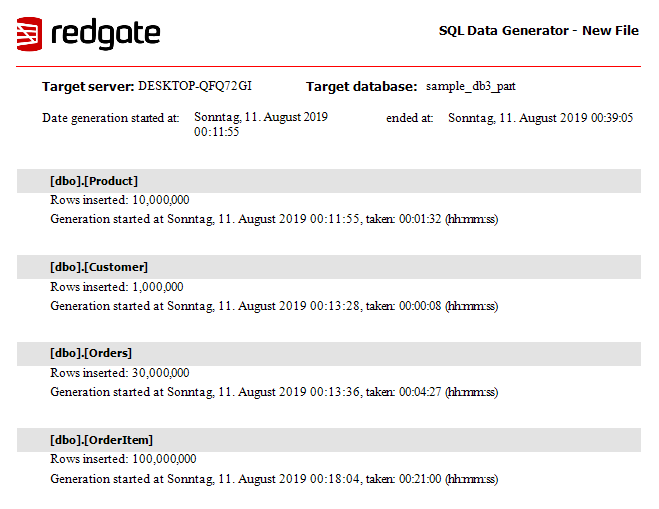 redgate
SQL Data Generator - New File
Target server: DESKTOP-QFQ72GI Target database: sample_db3_part
Date generation started at: Sonntag, 11. August 2019 00:11:55 ended at: Sonntag, 11. August 2019 00:39:05
[dbo].[Product]
Rows inserted: 10,000,000
Generation started at Sonntag, 11. August 2019 00:11:55, taken: 00:01:32 (hh:mm:ss)
[dbo].[Customer]
Rows inserted: 1,000,000
Generation started at Sonntag, 11. August 2019 00:13:28, taken: 00:00:08 (hh:mm:ss)
[dbo].[Orders]
Rows inserted: 30,000,000
Generation started at Sonntag, 11. August 2019 00:13:36, taken: 00:04:27 (hh:mm:ss)
[dbo].[OrderItem]
Rows inserted: 100,000,000
Generation started at Sonntag, 11. August 2019 00:18:04, taken: 00:21:00 (hh:mm:ss)